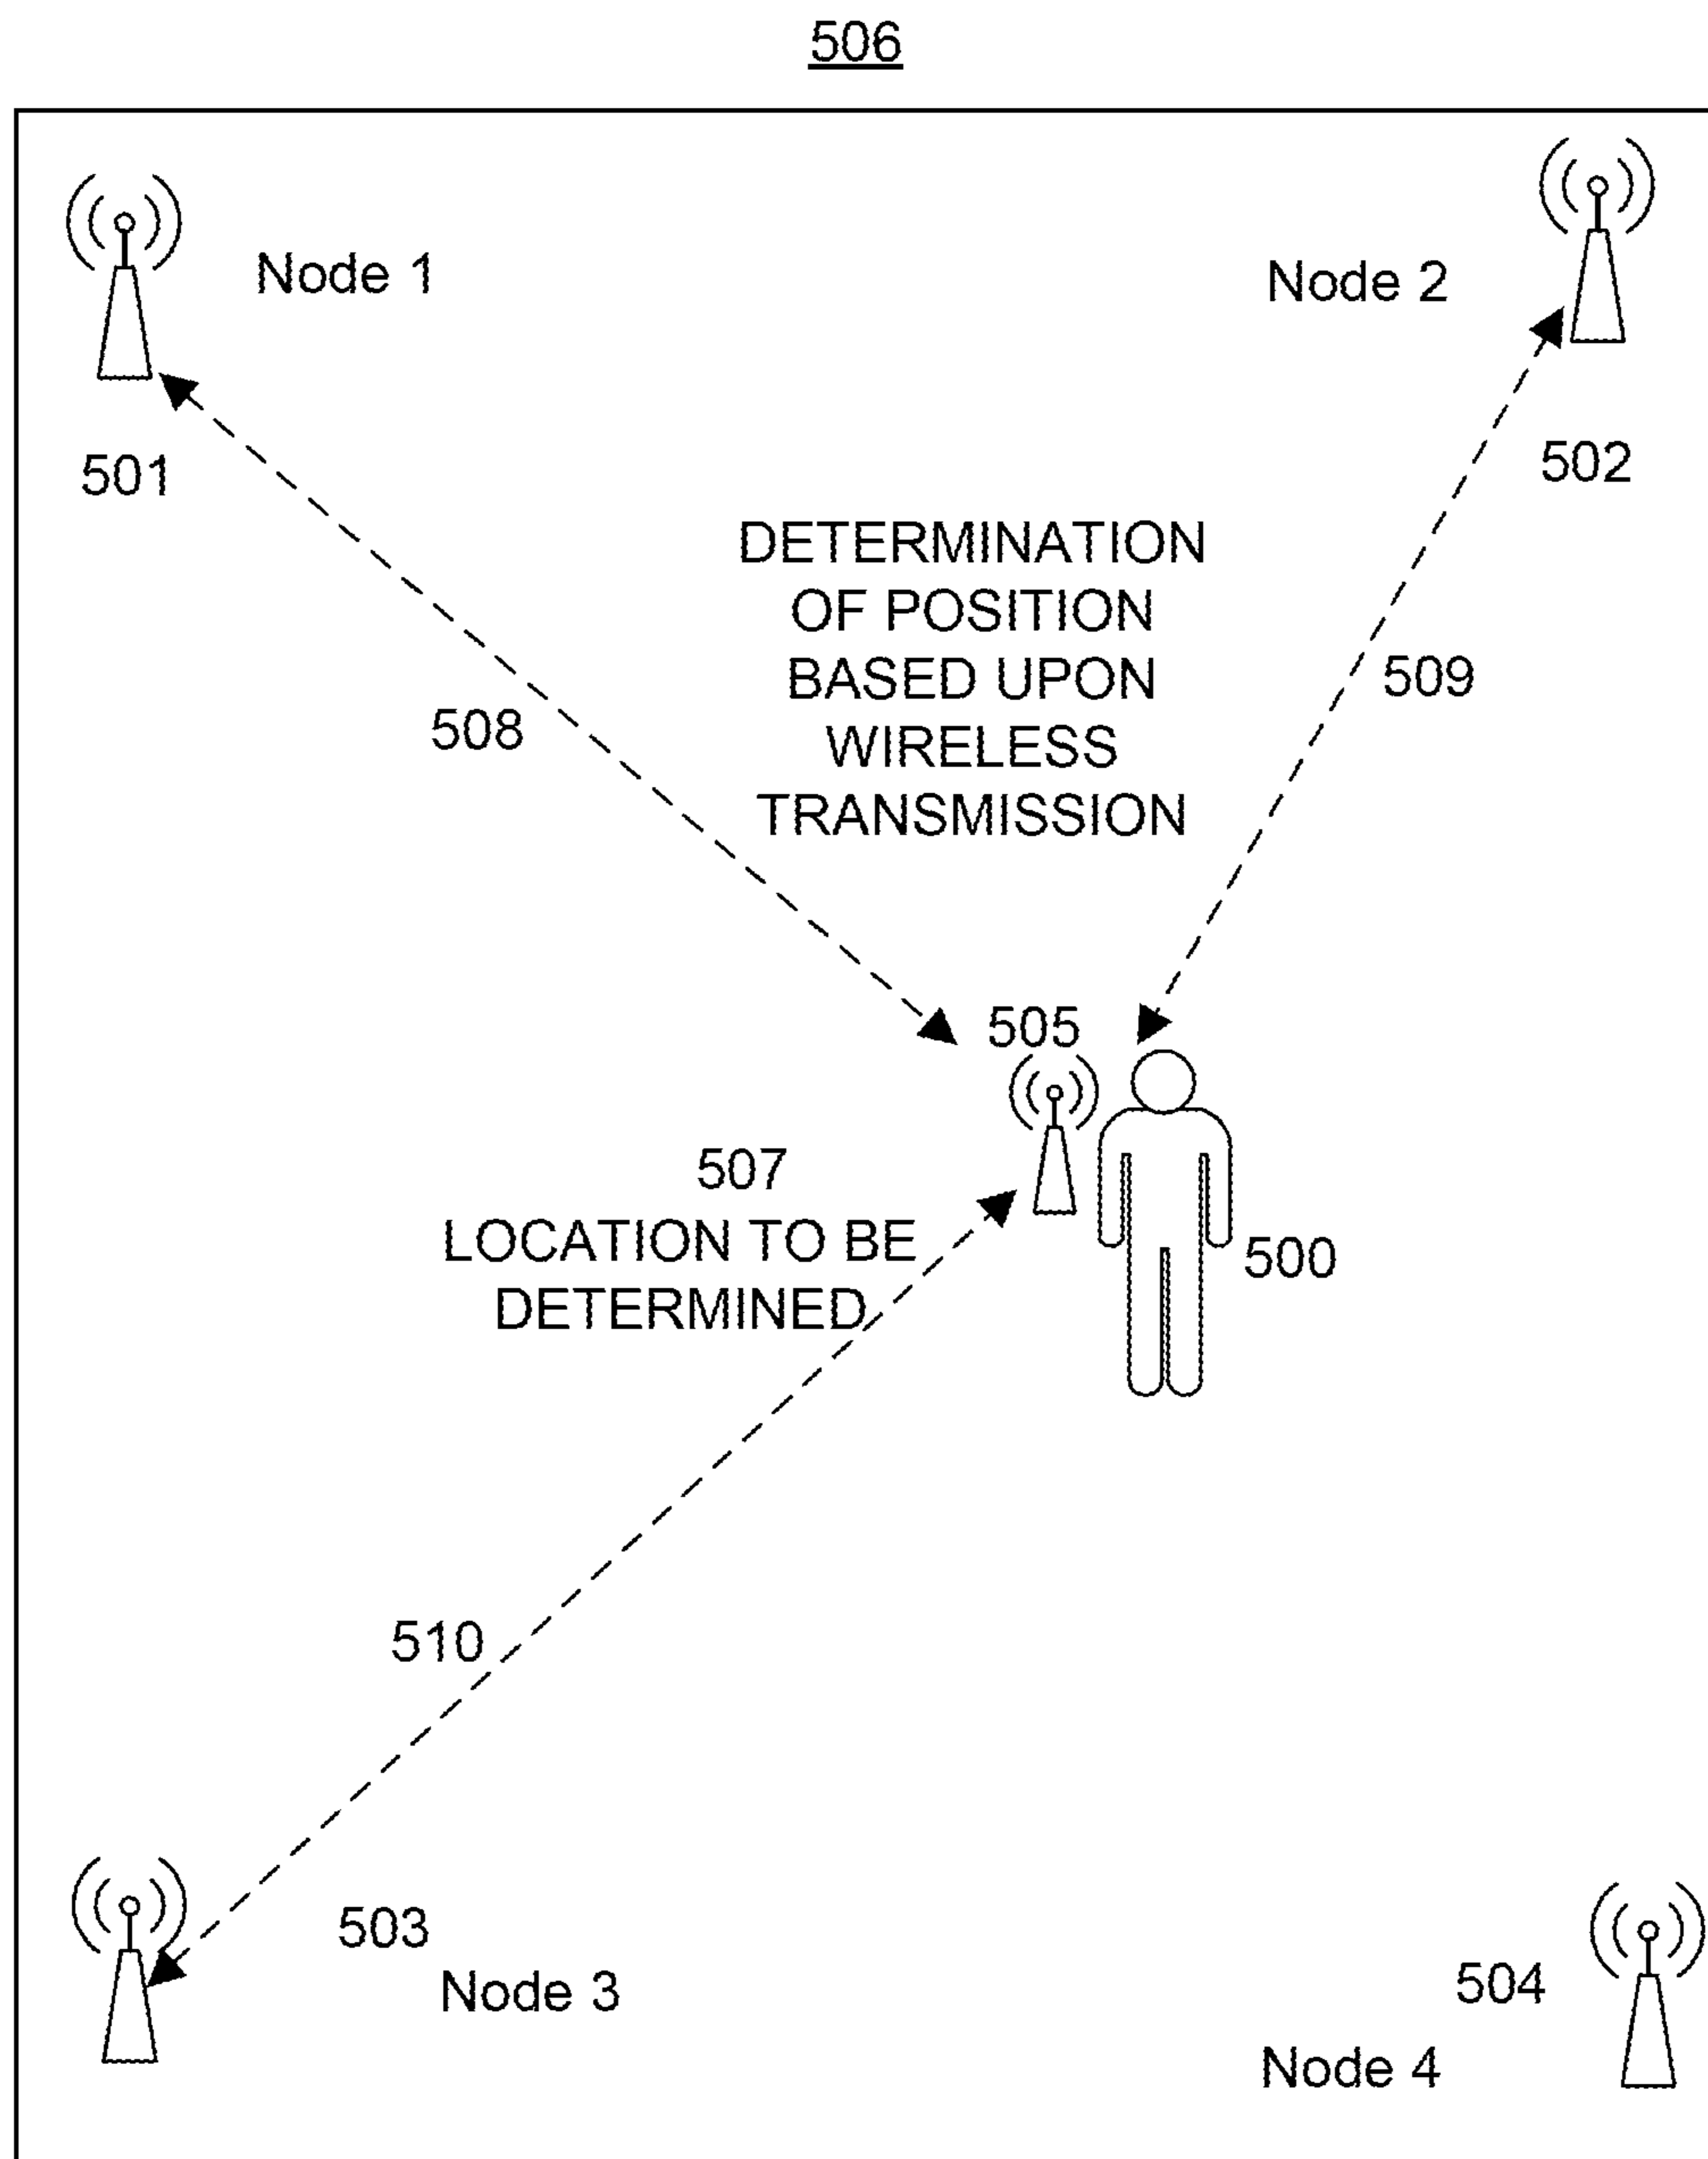 506
Node 1
Node 2
501
502
DETERMINATION
OF POSITION
BASED UPON
WIRELESS
TRANSMISSION
508
509
505
507
LOCATION TO BE
DETERMINED
500
510
503
Node 3
504
Node 4